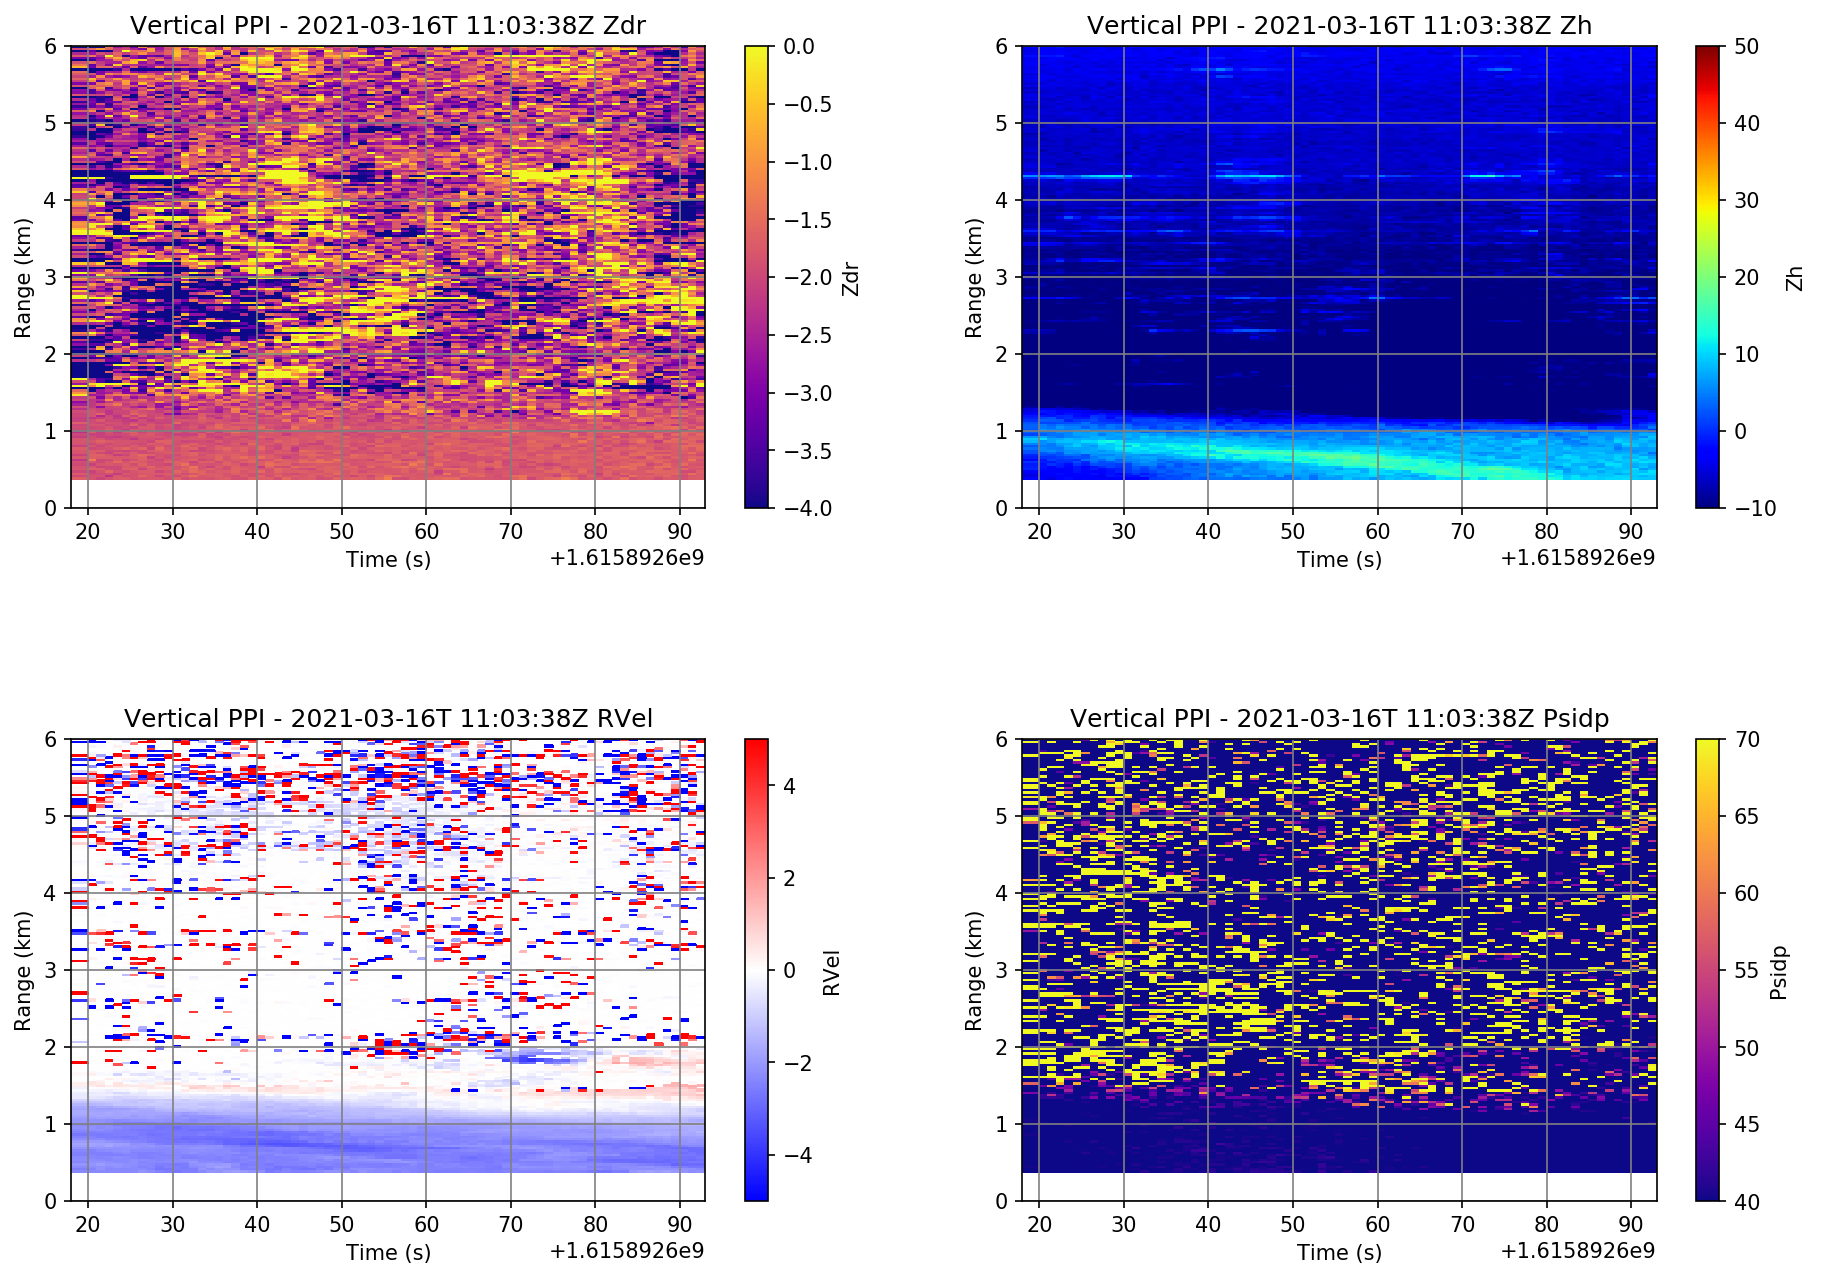 Vertical PPI - 2021-03-16T 11:03:38Z Zdr
6
5
4
3
2
1
0
Range (km)
20 30 40 50 60 70 80 90
Time (s)
+1.6158926e9
0.0
−0.5
−1.0
−1.5
−2.0
−2.5
−3.0
−3.5
−4.0
Zdr
Vertical PPI - 2021-03-16T 11:03:38Z Zh
6
5
4
3
2
1
0
Range (km)
20 30 40 50 60 70 80 90
Time (s)
+1.6158926e9
50
40
30
20
10
0
−10
Zh
Vertical PPI - 2021-03-16T 11:03:38Z RVel
6
5
4
3
2
1
0
Range (km)
20 30 40 50 60 70 80 90
Time (s)
+1.6158926e9
4
2
0
−2
−4
RVel
Vertical PPI - 2021-03-16T 11:03:38Z Psidp
6
5
4
3
2
1
0
Range (km)
20 30 40 50 60 70 80 90
Time (s)
+1.6158926e9
70
65
60
55
50
45
40
Psidp